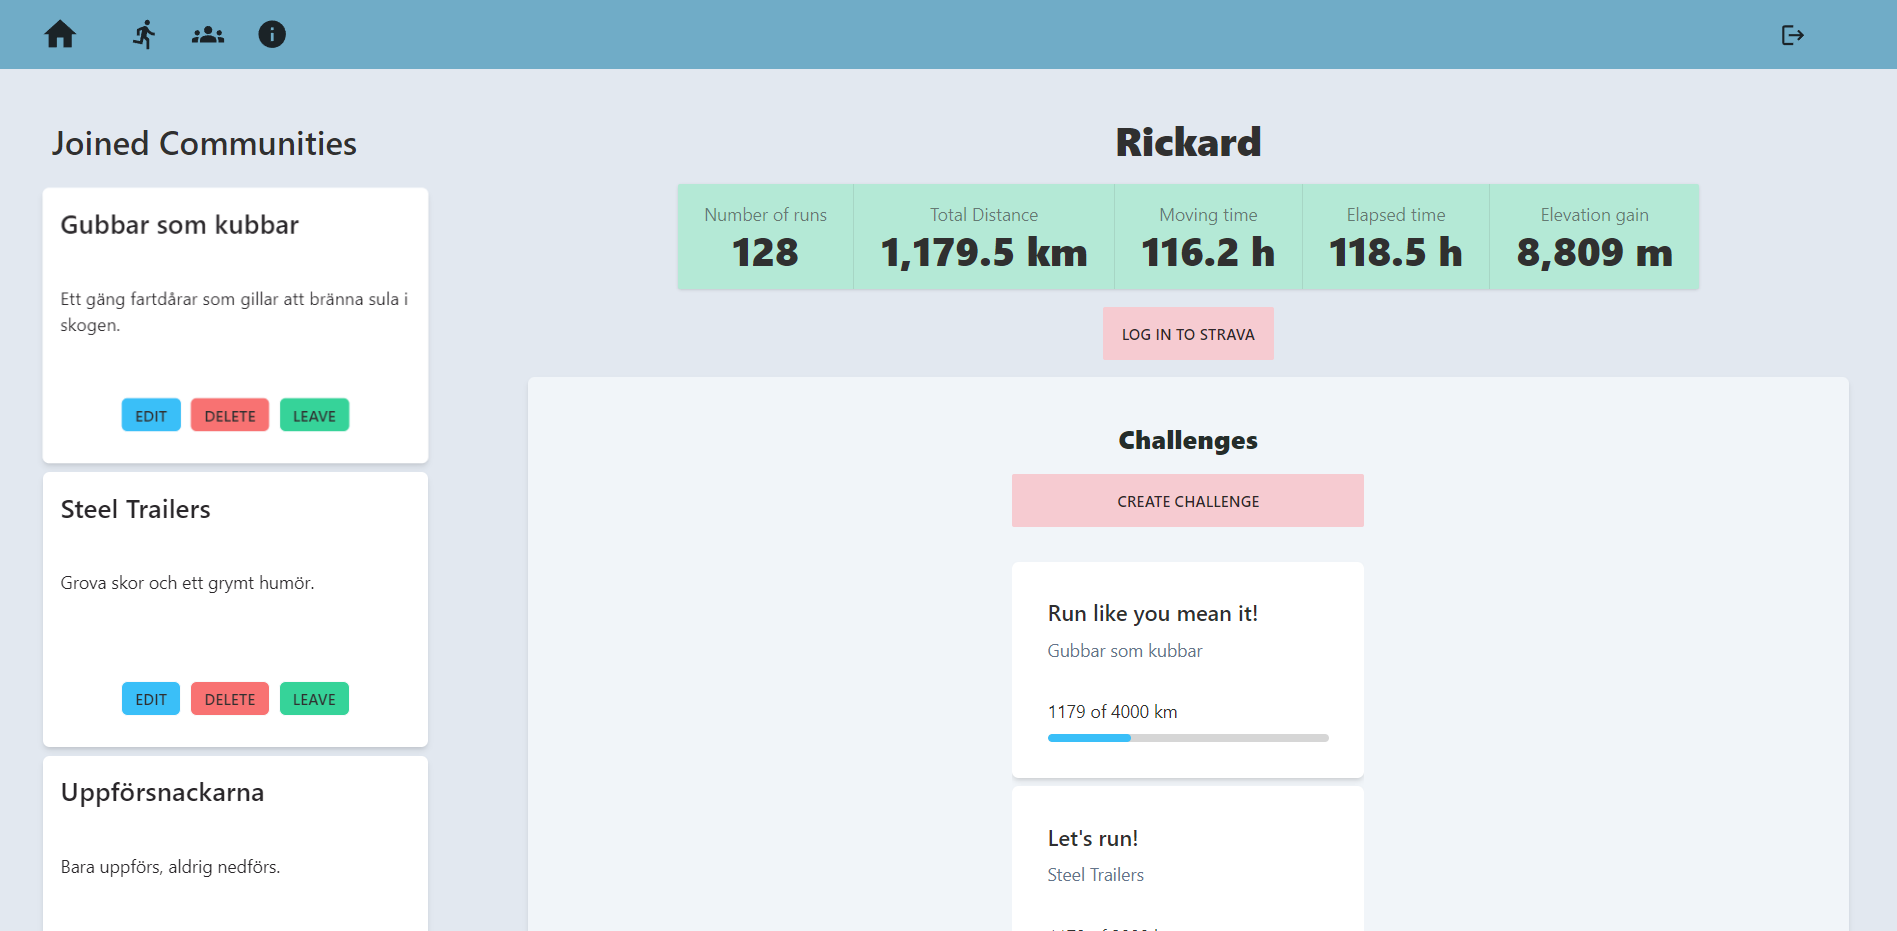 Joined Communities
Gubbar som kubbar
Ett gäng fartdårar som gillar att bränna sula i
skogen.
EDIT DELETE LEAVE
Steel Trailers
Grova skor och ett grymt humör.
EDIT DELETE LEAVE
Uppförsnackarna
Bara uppförs, aldrig nedförs.
Rickard
Number of runs
128
Total Distance
1,179.5 km
Moving time
116.2 h
Elapsed time
118.5 h
Elevation gain
8,809 m
LOG IN TO STRAVA
Challenges
CREATE CHALLENGE
Run like you mean it!
Gubbar som kubbar
1179 of 4000 km
Let's run!
Steel Trailers